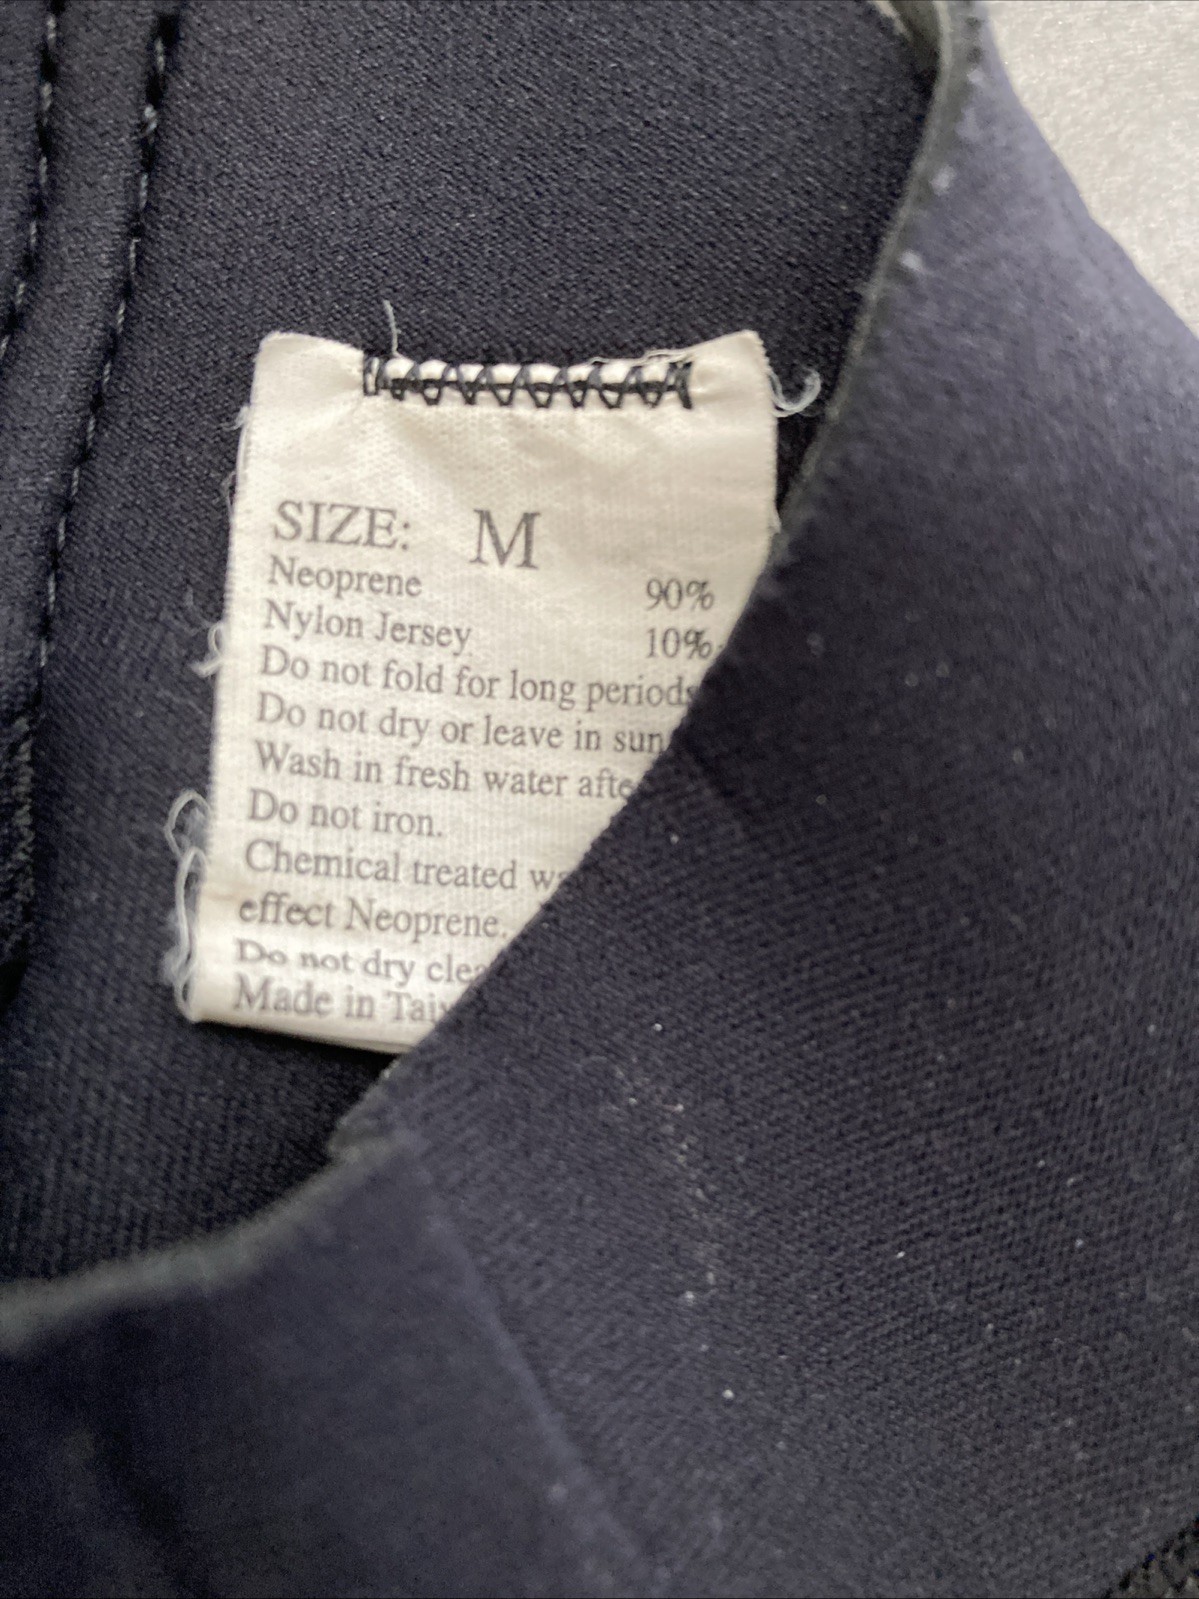 SIZE: M
Neoprene 90%
Nylon Jersey 10%
Do not fold for long periods
Do not dry or leave in sun
Wash in fresh water afte
Do not iron.
Chemical treated w
effect Neoprene.
Do not dry clea
Made in Tai